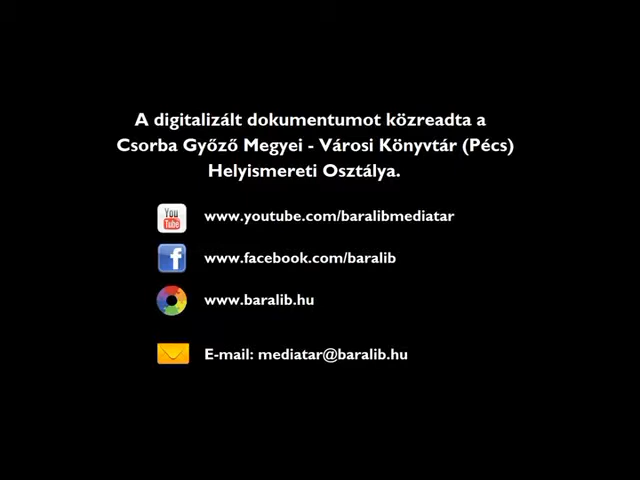 A digitalizált dokumentumot közreadta a
Csorba Győző Megyei - Városi Könyvtár (Pécs)
Helyismereti Osztálya.
You Tube www.youtube.com/baralibmediatar
f www.facebook.com/baralib
www.baralib.hu
E-mail: mediatar@baralib.hu